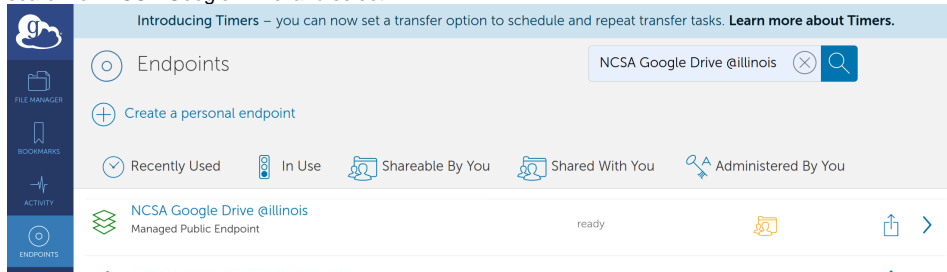 Introducing Timers – you can now set a transfer option to schedule and repeat transfer tasks. Learn more about Timers.
g
Endpoints
NCSA Google Drive @illinois
FILE MANAGER
Create a personal endpoint
BOOKMARKS
Recently Used In Use Shareable By You Shared With You Administered By You
ACTIVITY
NCSA Google Drive @illinois
ready
Managed Public Endpoint
ENDPOINTS